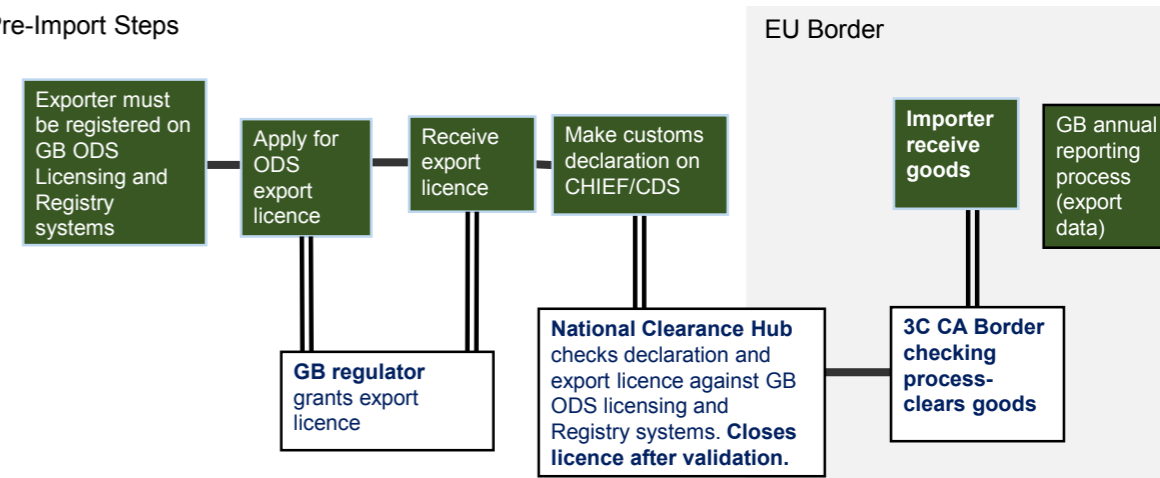 re-Import Steps
EU Border
Exporter must
be registered on
GB ODS
Licensing and
Registry
systems
Apply for
ODS
export
licence
Receive
export
licence
Make customs
declaration on
CHIEF/CDS
Importer
receive
goods
GB annual
reporting
process
(export
data)
GB regulator
grants export
licence
National Clearance Hub
checks declaration and
export licence against GB
ODS licensing and
Registry systems. Closes
licence after validation.
3C CA Border
checking
process-
clears goods